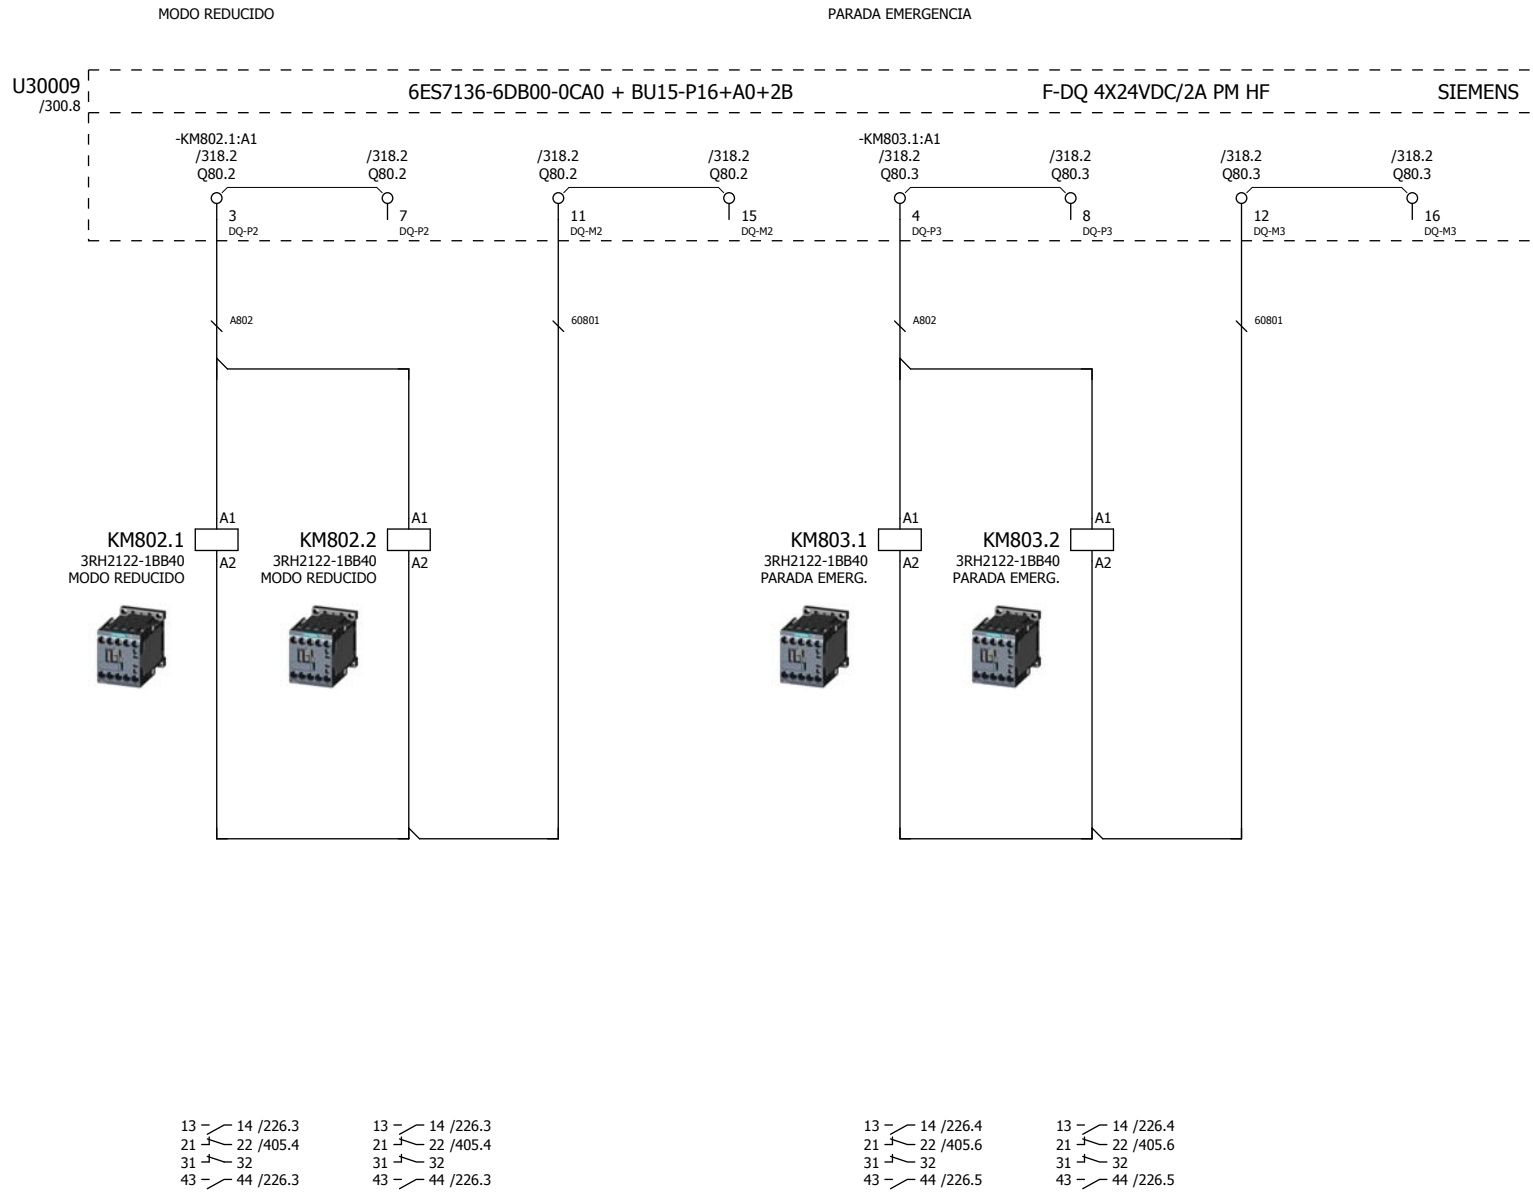 MODO REDUCIDO PARADA EMERGENCIA
U30009 6ES7136-6DB00-0CA0 + BU15-P16+A0+2B F-DQ 4X24VDC/2A PM HF SIEMENS
/300.8
-KM802.1:A1 -KM803.1:A1
/318.2 /318.2 /318.2 /318.2 /318.2 /318.2 /318.2 /318.2
Q80.2 Q80.2 Q80.2 Q80.2 Q80.3 Q80.3 Q80.3 Q80.3
3 7 11 15 4 8 12 16
DQ-P2 DQ-P2 DQ-M2 DQ-M2 DQ-P3 DQ-P3 DQ-M3 DQ-M3
A802 60801 A802 60801
A1 A1 A1 A1
KM802.1 KM802.2 KM803.1 KM803.2
3RH2122-1BB40 A2 3RH2122-1BB40 A2 3RH2122-1BB40 A2 3RH2122-1BB40 A2
MODO REDUCIDO MODO REDUCIDO PARADA EMERG. PARADA EMERG.
13 14 /226.3 13 14 /226.3 13 14 /226.4 13 14 /226.4
21 22 /405.4 21 22 /405.4 21 22 /405.6 21 22 /405.6
31 32 31 32 31 32 31 32
43 44 /226.3 43 44 /226.3 43 44 /226.5 43 44 /226.5